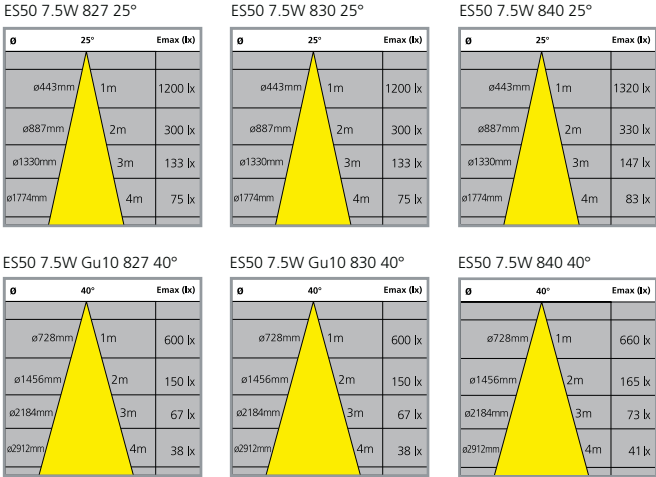 ES50 7.5W 827 25°
ø 25° Emax (lx)
ø443mm 1m 1200 lx
ø887mm 2m 300 lx
ø1330mm 3m 133 lx
ø1774mm 4m 75 lx
ES50 7.5W 830 25°
ø 25° Emax (lx)
ø443mm 1m 1200 lx
ø887mm 2m 300 lx
ø1330mm 3m 133 lx
ø1774mm 4m 75 lx
ES50 7.5W 840 25°
ø 25° Emax (lx)
ø443mm 1m 1320 lx
ø887mm 2m 330 lx
ø1330mm 3m 147 lx
ø1774mm 4m 83 lx
ES50 7.5W Gu10 827 40°
ø 40° Emax (lx)
ø728mm 1m 600 lx
ø1456mm 2m 150 lx
ø2184mm 3m 67 lx
ø2912mm 4m 38 lx
ES50 7.5W Gu10 830 40°
ø 40° Emax (lx)
ø728mm 1m 600 lx
ø1456mm 2m 150 lx
ø2184mm 3m 67 lx
ø2912mm 4m 38 lx
ES50 7.5W 840 40°
ø 40° Emax (lx)
ø728mm 1m 660 lx
ø1456mm 2m 165 lx
ø2184mm 3m 73 lx
ø2912mm 4m 41 lx